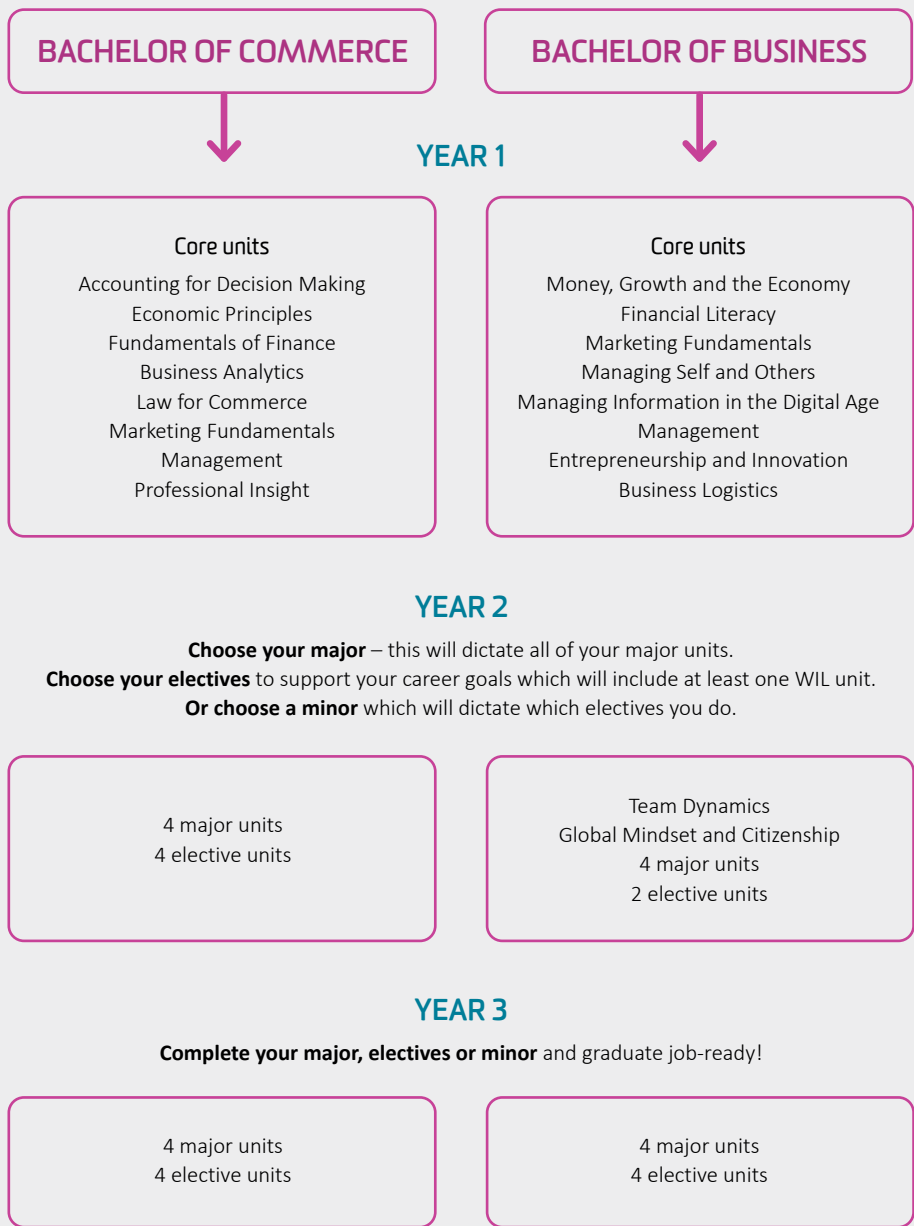 BACHELOR OF COMMERCE
BACHELOR OF BUSINESS
YEAR 1
Core units
Accounting for Decision Making
Economic Principles
Fundamentals of Finance
Business Analytics
Law for Commerce
Marketing Fundamentals
Management
Professional Insight
Core units
Money, Growth and the Economy
Financial Literacy
Marketing Fundamentals
Managing Self and Others
Managing Information in the Digital Age
Management
Entrepreneurship and Innovation
Business Logistics
YEAR 2
Choose your major – this will dictate all of your major units.
Choose your electives to support your career goals which will include at least one WIL unit.
Or choose a minor which will dictate which electives you do.
4 major units
4 elective units
Team Dynamics
Global Mindset and Citizenship
4 major units
2 elective units
YEAR 3
Complete your major, electives or minor and graduate job-ready!
4 major units
4 elective units
4 major units
4 elective units